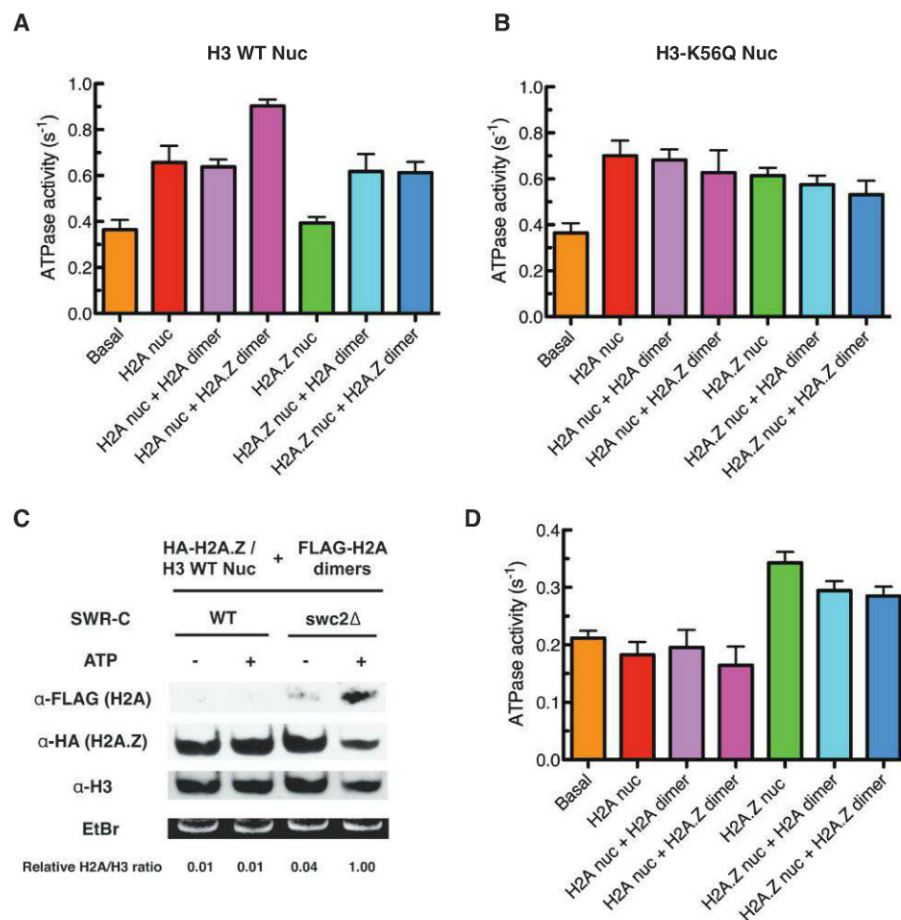 A
H3 WT Nuc
ATPase activity (s⁻¹)
1.0
0.8
0.6
0.4
0.2
0.0
Basal
H2A nuc
H2A nuc + H2A dimer
H2A nuc + H2A.Z dimer
H2A.Z nuc
H2A.Z nuc + H2A dimer
H2A.Z nuc + H2A.Z dimer
B
H3-K56Q Nuc
ATPase activity (s⁻¹)
1.0
0.8
0.6
0.4
0.2
0.0
Basal
H2A nuc
H2A nuc + H2A dimer
H2A nuc + H2A.Z dimer
H2A.Z nuc
H2A.Z nuc + H2A dimer
H2A.Z nuc + H2A.Z dimer
C
HA-H2A.Z / H3 WT Nuc + FLAG-H2A dimers
SWR-C WT swc2Δ
ATP - + - +
α-FLAG (H2A)
α-HA (H2A.Z)
α-H3
EtBr
Relative H2A/H3 ratio 0.01 0.01 0.04 1.00
D
ATPase activity (s⁻¹)
0.4
0.3
0.2
0.1
0.0
Basal
H2A nuc
H2A nuc + H2A dimer
H2A nuc + H2A.Z dimer
H2A.Z nuc
H2A.Z nuc + H2A dimer
H2A.Z nuc + H2A.Z dimer